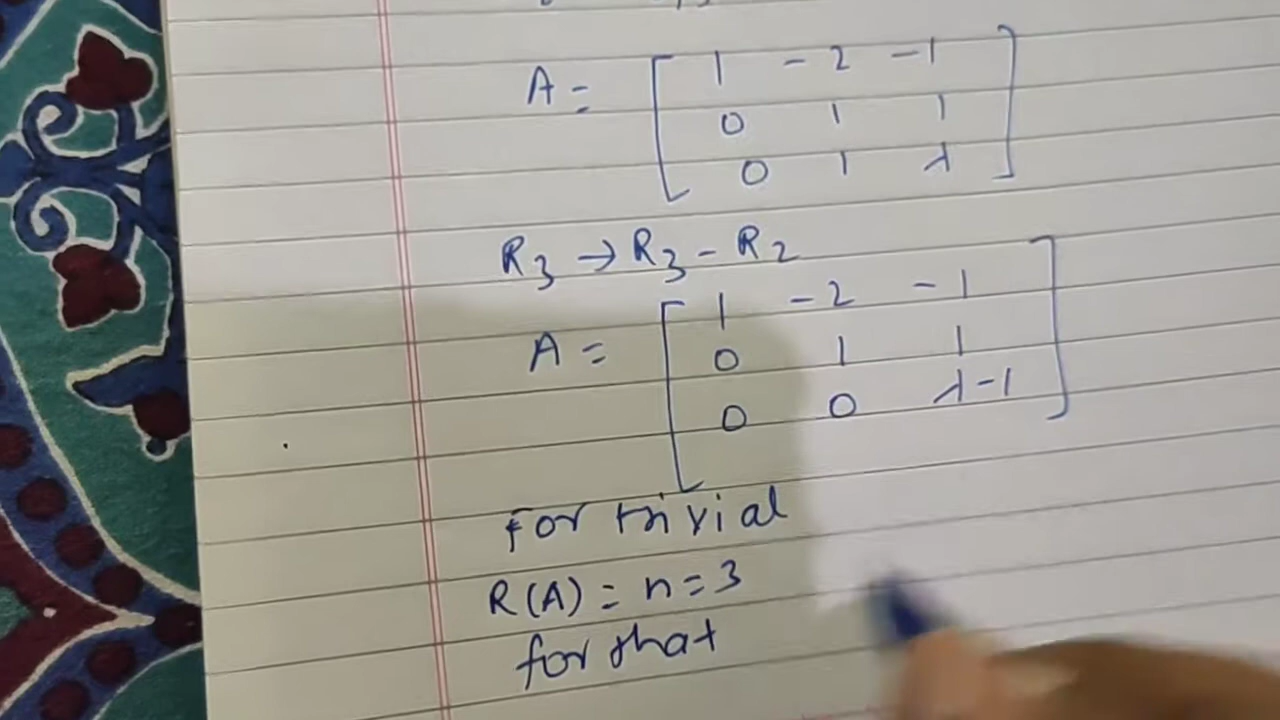 A = [ 1 -2 -1
0 1 1
0 1 λ ]
R3 → R3 - R2
A = [ 1 -2 -1
0 1 1
0 0 λ-1 ]
For trivial
R(A) = n = 3
for that